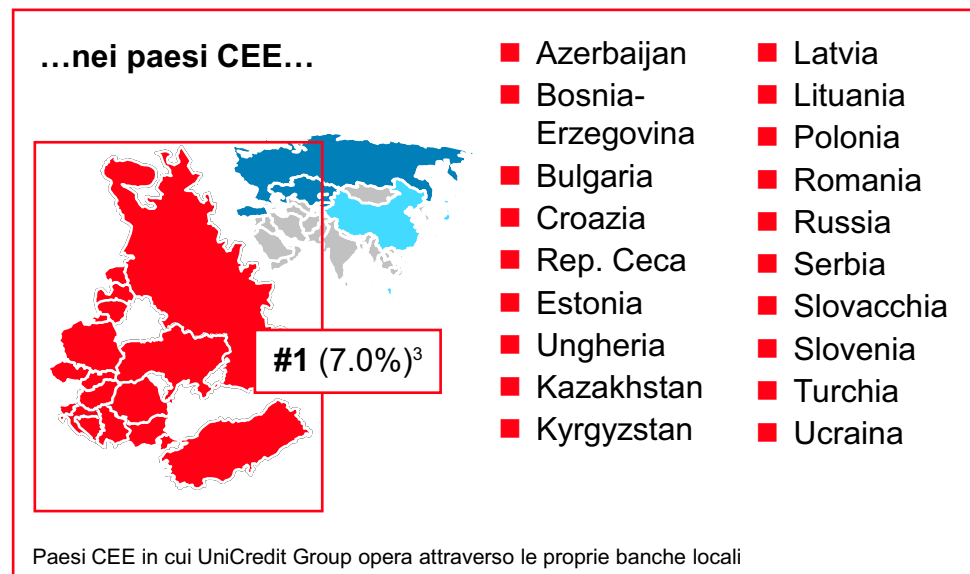 …nei paesi CEE…
#1 (7.0%)³
Azerbaijan
Bosnia-
Erzegovina
Bulgaria
Croazia
Rep. Ceca
Estonia
Ungheria
Kazakhstan
Kyrgyzstan
Latvia
Lituania
Polonia
Romania
Russia
Serbia
Slovacchia
Slovenia
Turchia
Ucraina
Paesi CEE in cui UniCredit Group opera attraverso le proprie banche locali